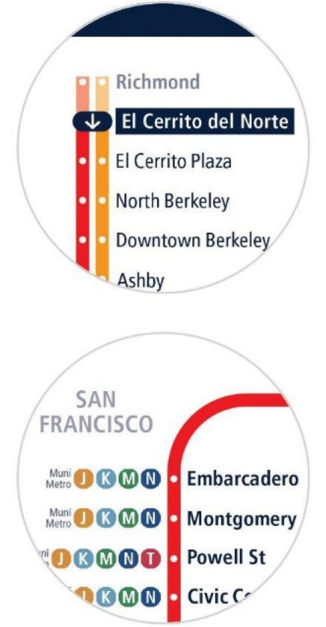 Richmond
El Cerrito del Norte
El Cerrito Plaza
North Berkeley
Downtown Berkeley
Ashby
SAN
FRANCISCO
Muni
Metro J K M N Embarcadero
Muni
Metro J K M N Montgomery
J K M N T Powell St
J K M N Civic